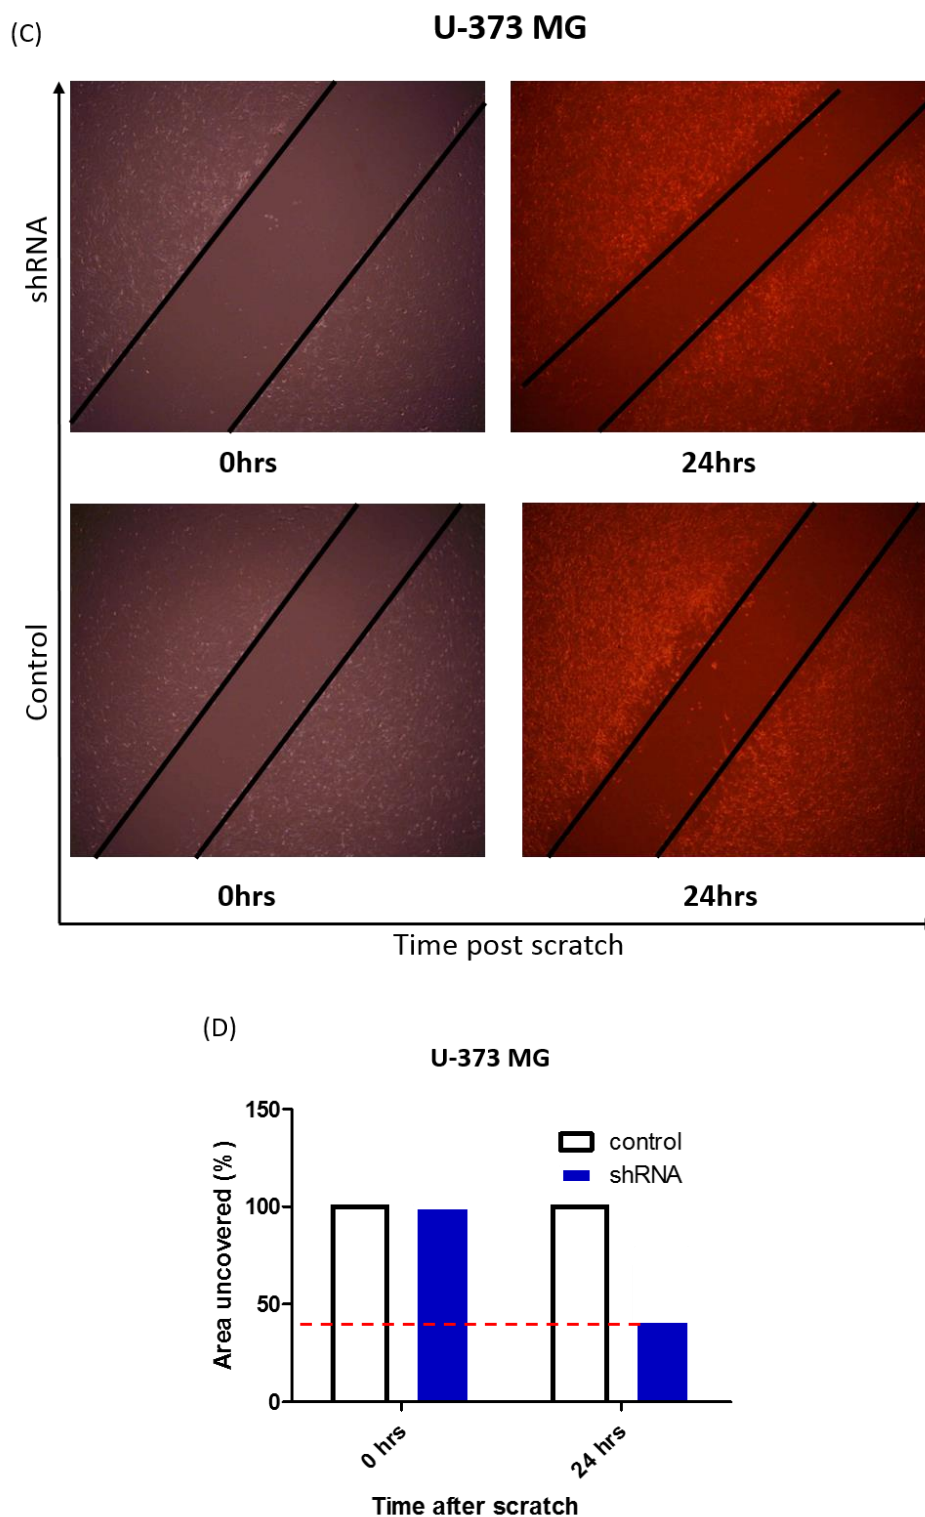 (C)
U-373 MG
shRNA
0hrs
24hrs
Control
0hrs
24hrs
Time post scratch
(D)
U-373 MG
Area uncovered (% )
150
100
50
0
control
shRNA
0 hrs
24 hrs
Time after scratch